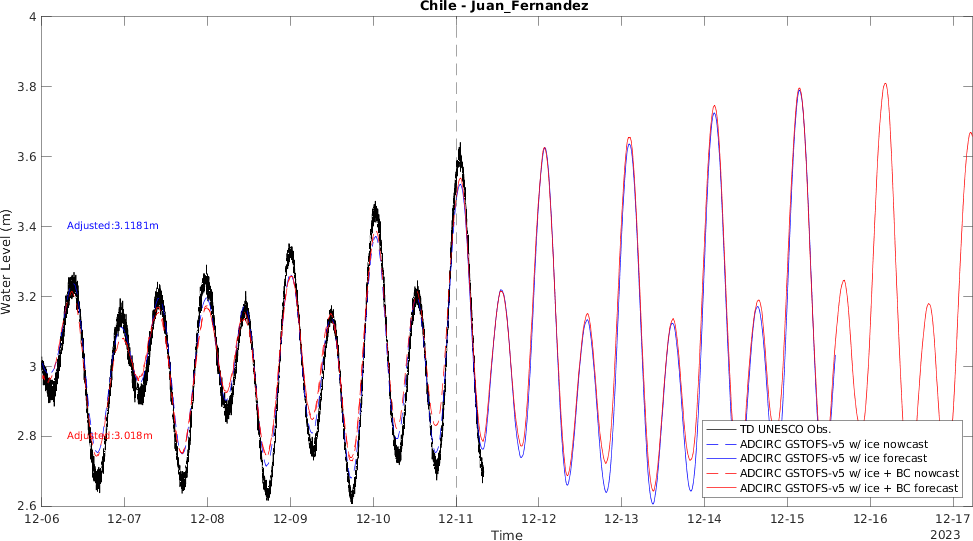 Chile - Juan_Fernandez
4
3.8
3.6
3.4
3.2
3
2.8
2.6
Water Level (m)
Adjusted:3.1181m
Adjusted:3.018m
TD UNESCO Obs.
ADCIRC GSTOFS-v5 w/ ice nowcast
ADCIRC GSTOFS-v5 w/ ice forecast
ADCIRC GSTOFS-v5 w/ ice + BC nowcast
ADCIRC GSTOFS-v5 w/ ice + BC forecast
12-06 12-07 12-08 12-09 12-10 12-11 12-12 12-13 12-14 12-15 12-16 12-17
2023
Time